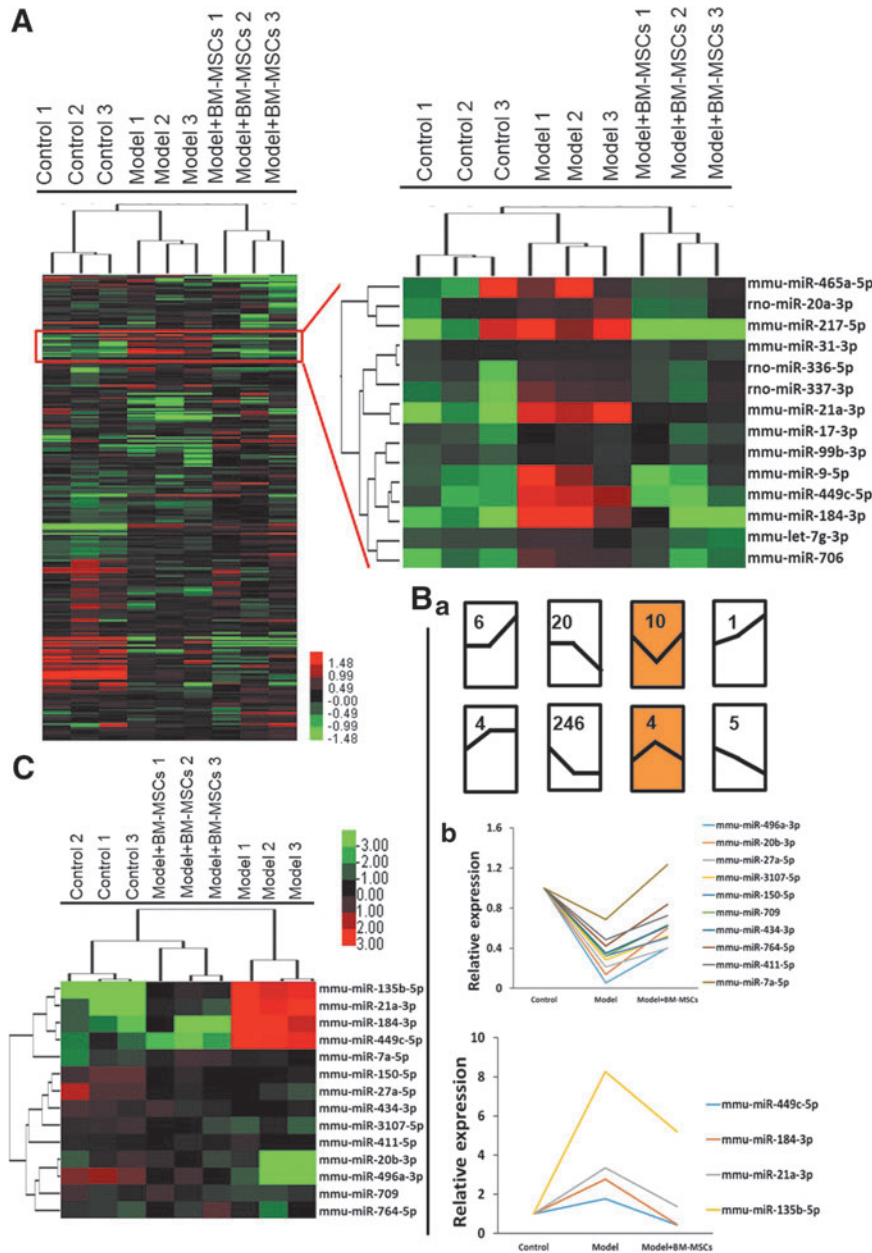 A
Control 1
Control 2
Control 3
Model 1
Model 2
Model 3
Model+BM-MSCs 1
Model+BM-MSCs 2
Model+BM-MSCs 3
1.48
0.99
0.49
-0.00
-0.49
-0.99
-1.48
Control 1
Control 2
Control 3
Model 1
Model 2
Model 3
Model+BM-MSCs 1
Model+BM-MSCs 2
Model+BM-MSCs 3
mmu-miR-465a-5p
rno-miR-20a-3p
mmu-miR-217-5p
mmu-miR-31-3p
rno-miR-336-5p
rno-miR-337-3p
mmu-miR-21a-3p
mmu-miR-17-3p
mmu-miR-99b-3p
mmu-miR-9-5p
mmu-miR-449c-5p
mmu-miR-184-3p
mmu-let-7g-3p
mmu-miR-706
B
a
6
20
10
1
4
246
4
5
b
Relative expression
1.6
1.2
0.8
0.4
0
Control
Model
Model+BM-MSCs
mmu-miR-496a-3p
mmu-miR-20b-3p
mmu-miR-27a-5p
mmu-miR-3107-5p
mmu-miR-150-5p
mmu-miR-709
mmu-miR-434-3p
mmu-miR-764-5p
mmu-miR-411-5p
mmu-miR-7a-5p
Relative expression
10
8
6
4
2
0
Control
Model
Model+BM-MSCs
mmu-miR-449c-5p
mmu-miR-184-3p
mmu-miR-21a-3p
mmu-miR-135b-5p
C
Control 2
Control 1
Control 3
Model+BM-MSCs 1
Model+BM-MSCs 2
Model+BM-MSCs 3
Model 1
Model 2
Model 3
-3.00
-2.00
-1.00
0.00
1.00
2.00
3.00
mmu-miR-135b-5p
mmu-miR-21a-3p
mmu-miR-184-3p
mmu-miR-449c-5p
mmu-miR-7a-5p
mmu-miR-150-5p
mmu-miR-27a-5p
mmu-miR-434-3p
mmu-miR-3107-5p
mmu-miR-411-5p
mmu-miR-20b-3p
mmu-miR-496a-3p
mmu-miR-709
mmu-miR-764-5p